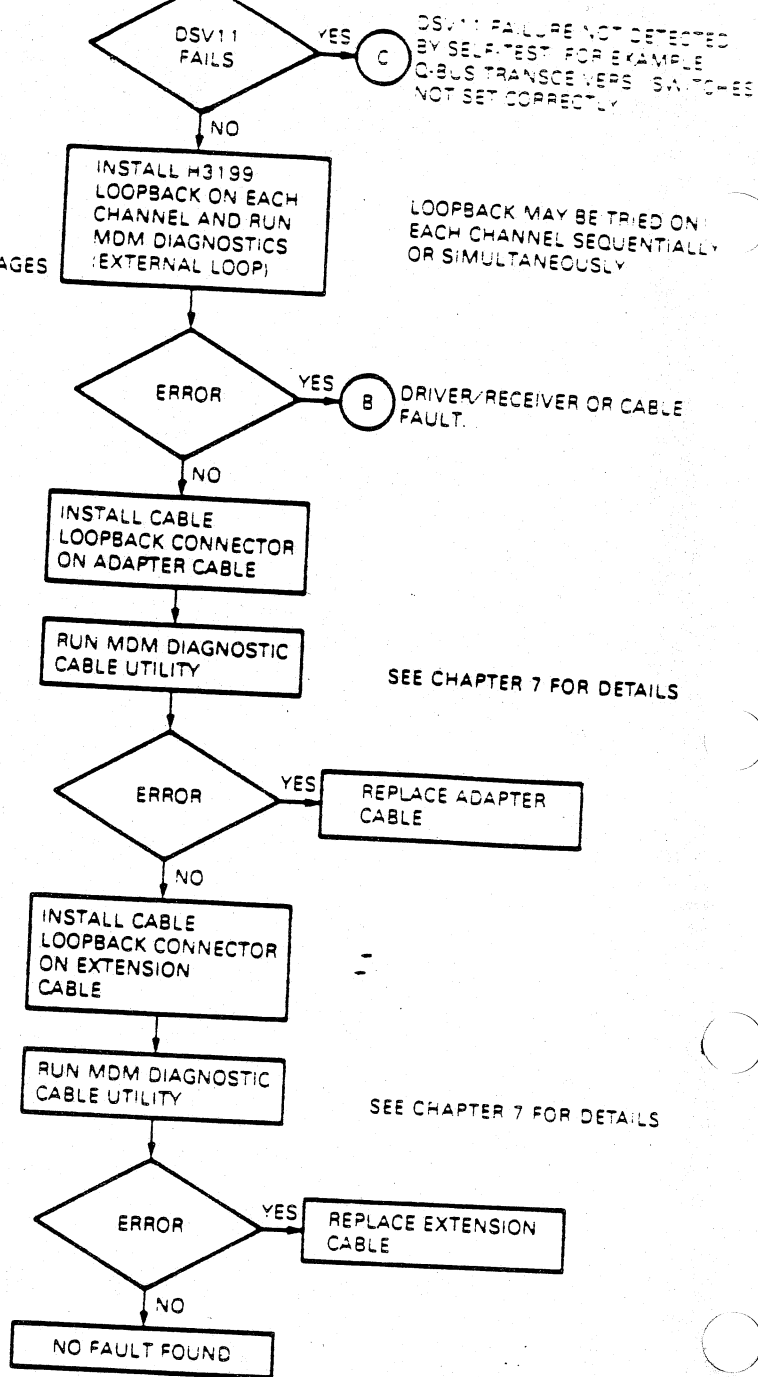 DSV11
FAILS
YES
C
DSV11 FAILURE NOT DETECTED
BY SELF-TEST FOR EXAMPLE
Q-BUS TRANSCEIVERS SWITCHES
NOT SET CORRECTLY
NO
INSTALL H3199
LOOPBACK ON EACH
CHANNEL AND RUN
MDM DIAGNOSTICS
(EXTERNAL LOOP)
AGES
LOOPBACK MAY BE TRIED ON
EACH CHANNEL SEQUENTIALLY
OR SIMULTANEOUSLY
ERROR
YES
B
DRIVER/RECEIVER OR CABLE
FAULT.
NO
INSTALL CABLE
LOOPBACK CONNECTOR
ON ADAPTER CABLE
RUN MDM DIAGNOSTIC
CABLE UTILITY
SEE CHAPTER 7 FOR DETAILS
ERROR
YES
REPLACE ADAPTER
CABLE
NO
INSTALL CABLE
LOOPBACK CONNECTOR
ON EXTENSION
CABLE
RUN MDM DIAGNOSTIC
CABLE UTILITY
SEE CHAPTER 7 FOR DETAILS
ERROR
YES
REPLACE EXTENSION
CABLE
NO
NO FAULT FOUND